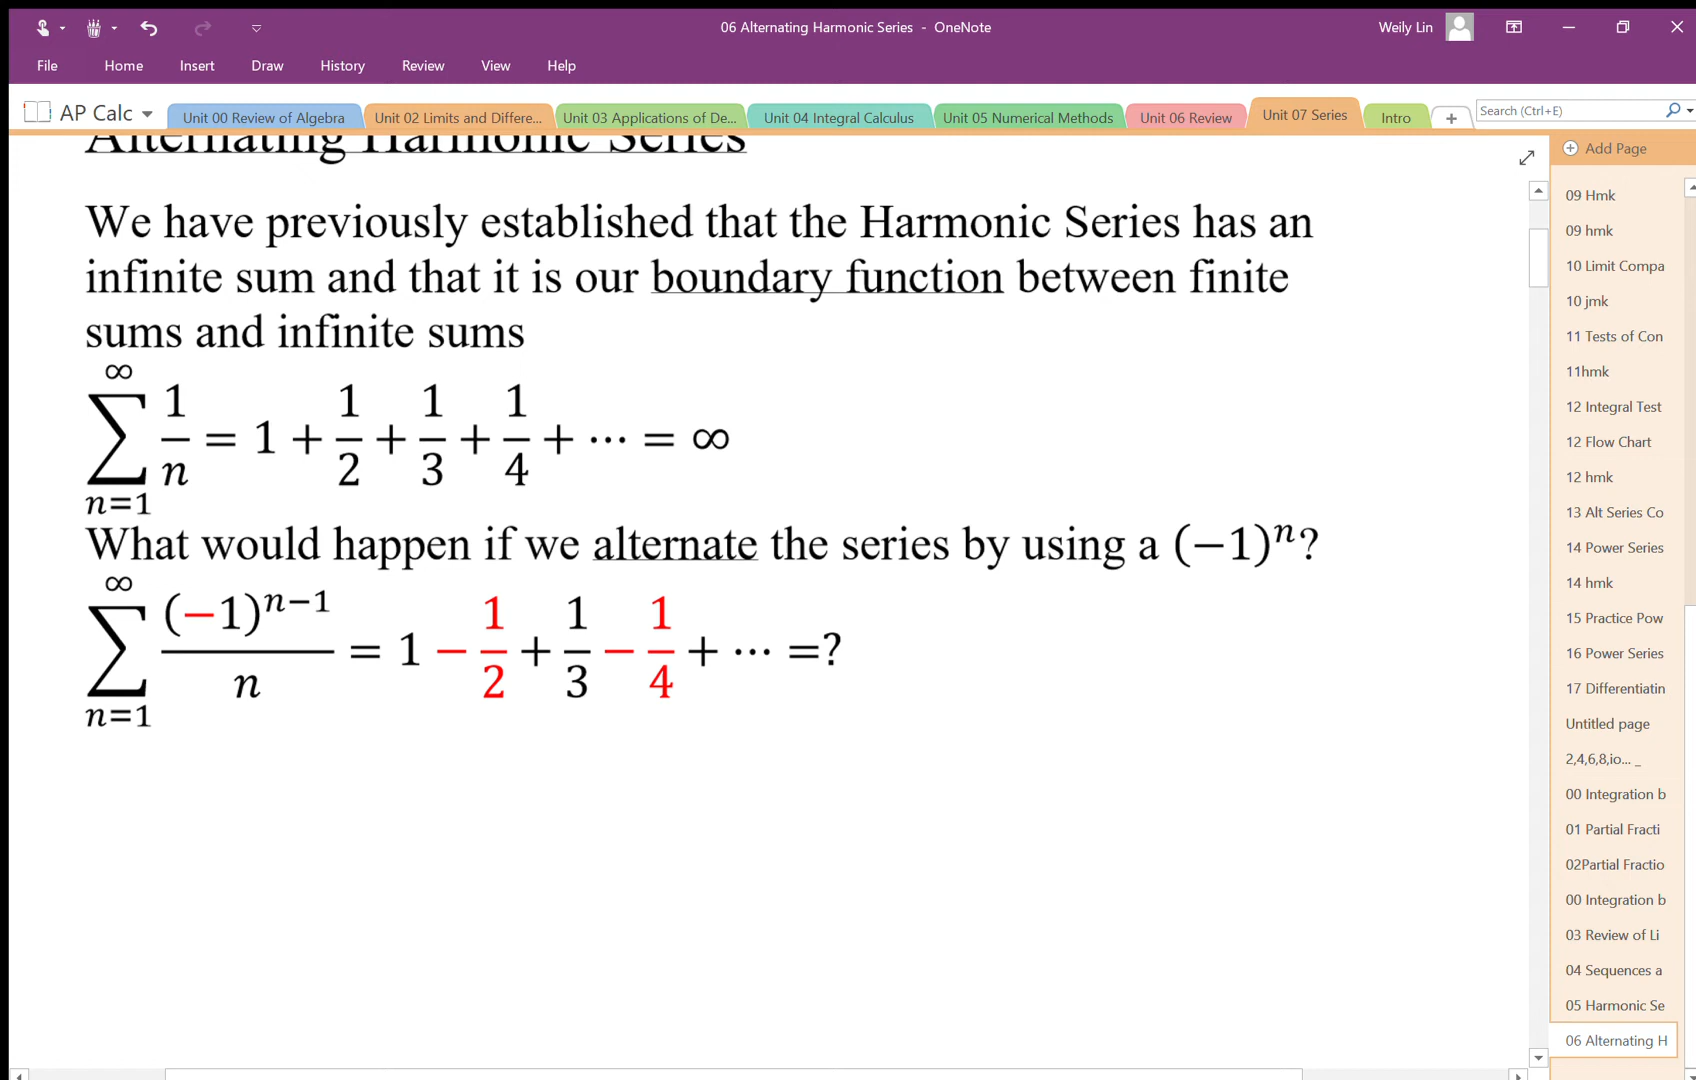 06 Alternating Harmonic Series - OneNote
Weily Lin
File Home Insert Draw History Review View Help
AP Calc
Unit 00 Review of Algebra
Unit 02 Limits and Differe...
Unit 03 Applications of De...
Unit 04 Integral Calculus
Unit 05 Numerical Methods
Unit 06 Review
Unit 07 Series
Intro
+
Search (Ctrl+E)
Alternating Harmonic Series
We have previously established that the Harmonic Series has an
infinite sum and that it is our boundary function between finite
sums and infinite sums
∑_{n=1}^{∞} 1/n = 1 + 1/2 + 1/3 + 1/4 + ⋯ = ∞
What would happen if we alternate the series by using a (−1)ⁿ?
∑_{n=1}^{∞} (−1)^{n−1}/n = 1 − 1/2 + 1/3 − 1/4 + ⋯ =?
Add Page
09 Hmk
09 hmk
10 Limit Compa
10 jmk
11 Tests of Con
11hmk
12 Integral Test
12 Flow Chart
12 hmk
13 Alt Series Co
14 Power Series
14 hmk
15 Practice Pow
16 Power Series
17 Differentiatin
Untitled page
2,4,6,8,io... _
00 Integration b
01 Partial Fracti
02Partial Fractio
00 Integration b
03 Review of Li
04 Sequences a
05 Harmonic Se
06 Alternating H